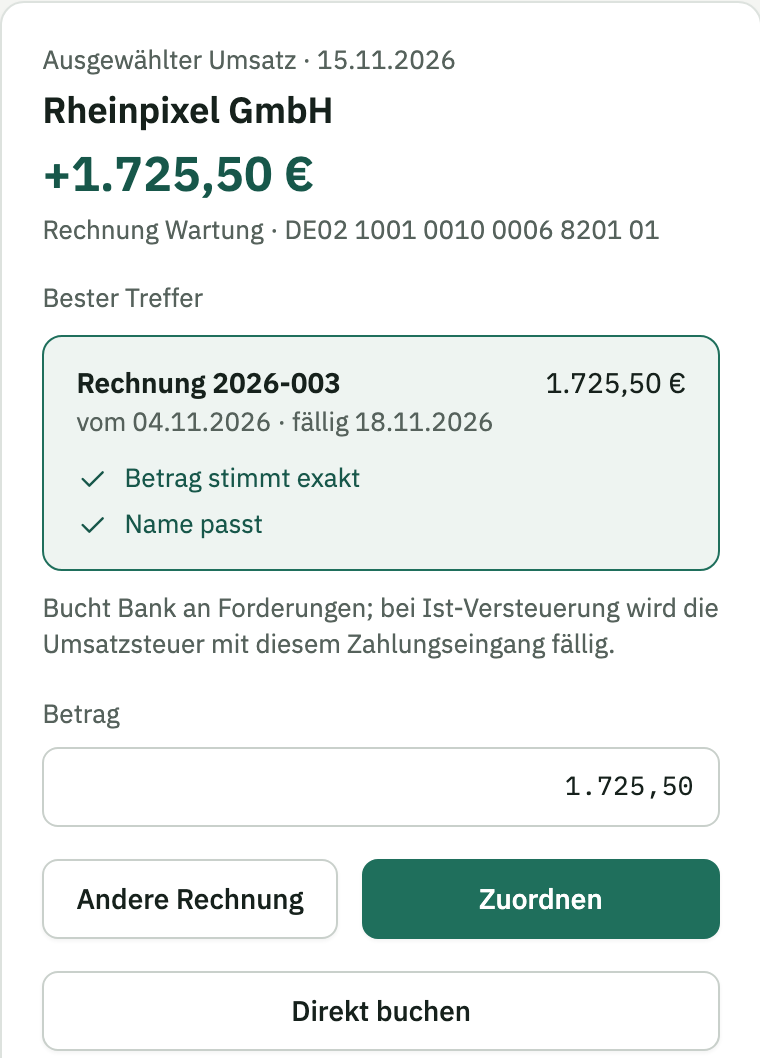 Ausgewählter Umsatz · 15.11.2026
Rheinpixel GmbH
+1.725,50 €
Rechnung Wartung · DE02 1001 0010 0006 8201 01
Bester Treffer
Rechnung 2026-003 1.725,50 €
vom 04.11.2026 · fällig 18.11.2026
Betrag stimmt exakt
Name passt
Bucht Bank an Forderungen; bei Ist-Versteuerung wird die
Umsatzsteuer mit diesem Zahlungseingang fällig.
Betrag
1.725,50
Andere Rechnung Zuordnen
Direkt buchen